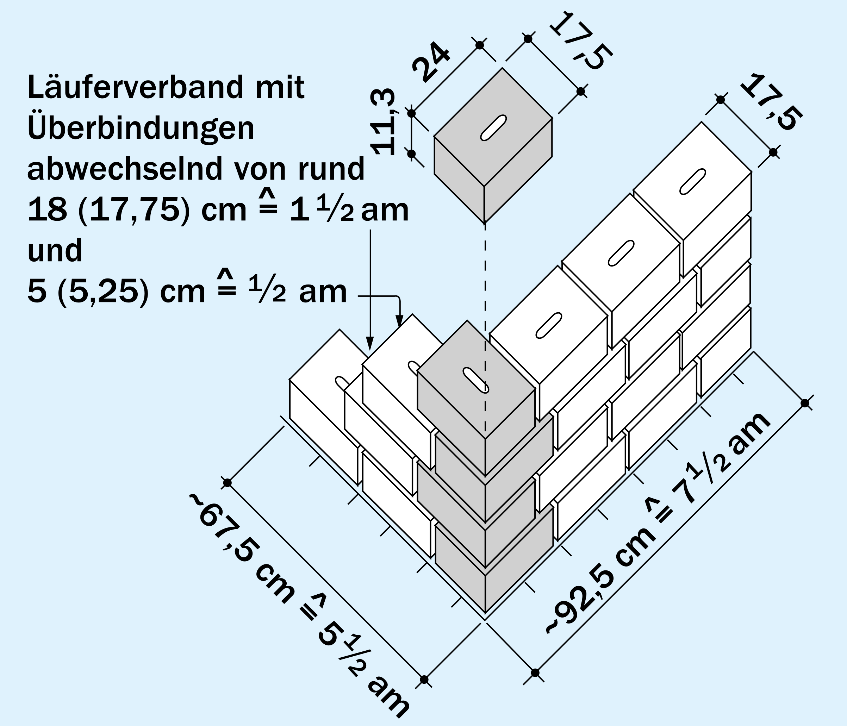 Läuferverband mit
Überbindungen
abwechselnd von rund
18 (17,75) cm ≙ 1 ½ am
und
5 (5,25) cm ≙ ½ am
11,3
24
17,5
17,5
~67,5 cm ≙ 5 ½ am
~92,5 cm ≙ 7 ½ am